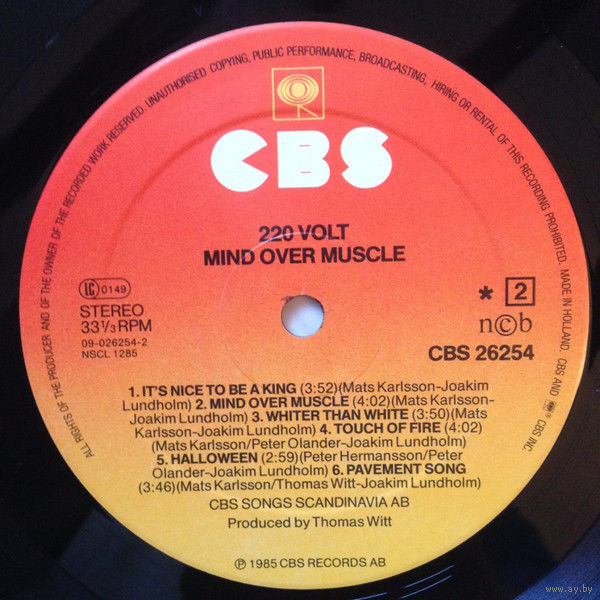 ALL RIGHTS OF THE PRODUCER AND OF THE OWNER OF THE RECORDED WORK RESERVED. UNAUTHORISED COPYING, PUBLIC PERFORMANCE, BROADCASTING, HIRING OR RENTAL OF THIS RECORDING PROHIBITED. MADE IN HOLLAND. CBS AND ® CBS INC.
CBS
220 VOLT
MIND OVER MUSCLE
LC 0149
STEREO
33⅓ RPM
09-026254-2
NSCL 1285
* 2
n©b
CBS 26254
1. IT'S NICE TO BE A KING (3:52)(Mats Karlsson-Joakim
Lundholm) 2. MIND OVER MUSCLE (4:02)(Mats Karlsson-
Joakim Lundholm) 3. WHITER THAN WHITE (3:50)(Mats
Karlsson-Joakim Lundholm) 4. TOUCH OF FIRE (4:02)
(Mats Karlsson/Peter Olander-Joakim Lundholm)
5. HALLOWEEN (2:59)(Peter Hermansson/Peter
Olander-Joakim Lundholm) 6. PAVEMENT SONG
(3:46)(Mats Karlsson/Thomas Witt-Joakim Lundholm)
CBS SONGS SCANDINAVIA AB
Produced by Thomas Witt
℗ 1985 CBS RECORDS AB
www.ay.by